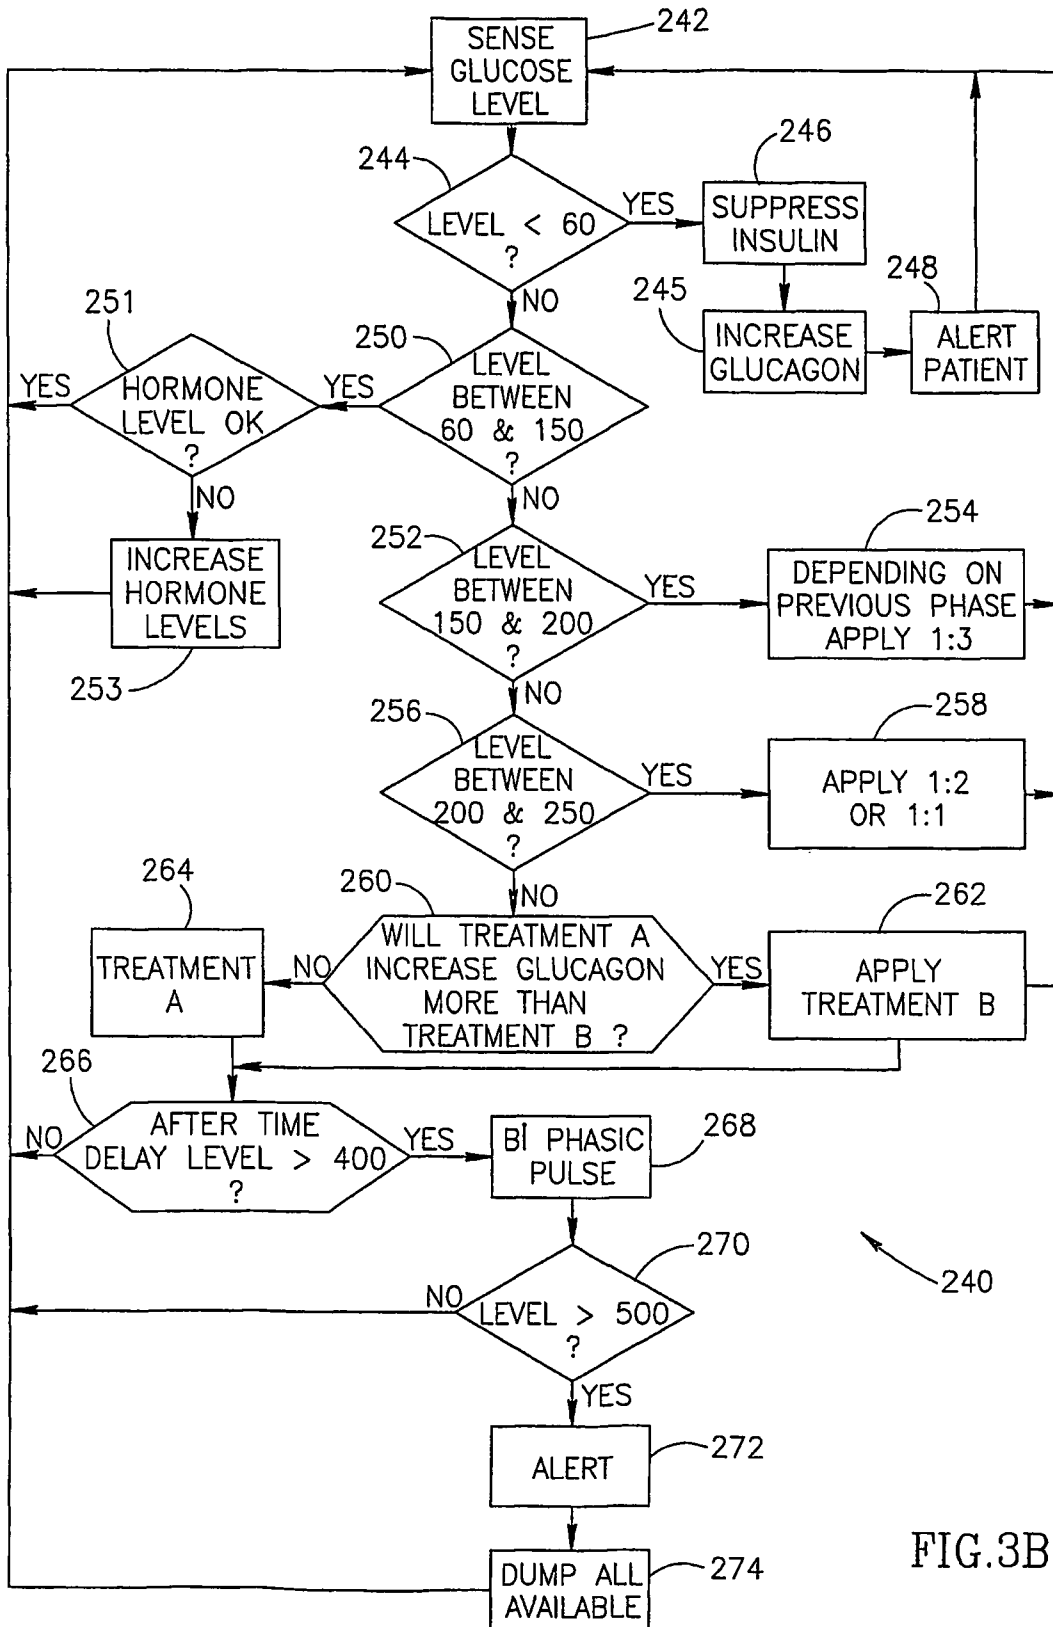 242
SENSE
GLUCOSE
LEVEL
244
LEVEL < 60
?
YES
246
SUPPRESS
INSULIN
245
INCREASE
GLUCAGON
248
ALERT
PATIENT
NO
250
LEVEL
BETWEEN
60 & 150
?
YES
251
HORMONE
LEVEL OK
?
YES
NO
INCREASE
HORMONE
LEVELS
253
NO
252
LEVEL
BETWEEN
150 & 200
?
YES
254
DEPENDING ON
PREVIOUS PHASE
APPLY 1:3
NO
256
LEVEL
BETWEEN
200 & 250
?
YES
258
APPLY 1:2
OR 1:1
NO
260
WILL TREATMENT A
INCREASE GLUCAGON
MORE THAN
TREATMENT B ?
NO
264
TREATMENT
A
YES
262
APPLY
TREATMENT B
266
AFTER TIME
DELAY LEVEL > 400
?
NO
YES
BI PHASIC
PULSE
268
270
LEVEL > 500
?
NO
YES
240
ALERT
272
DUMP ALL
AVAILABLE
274
FIG.3B